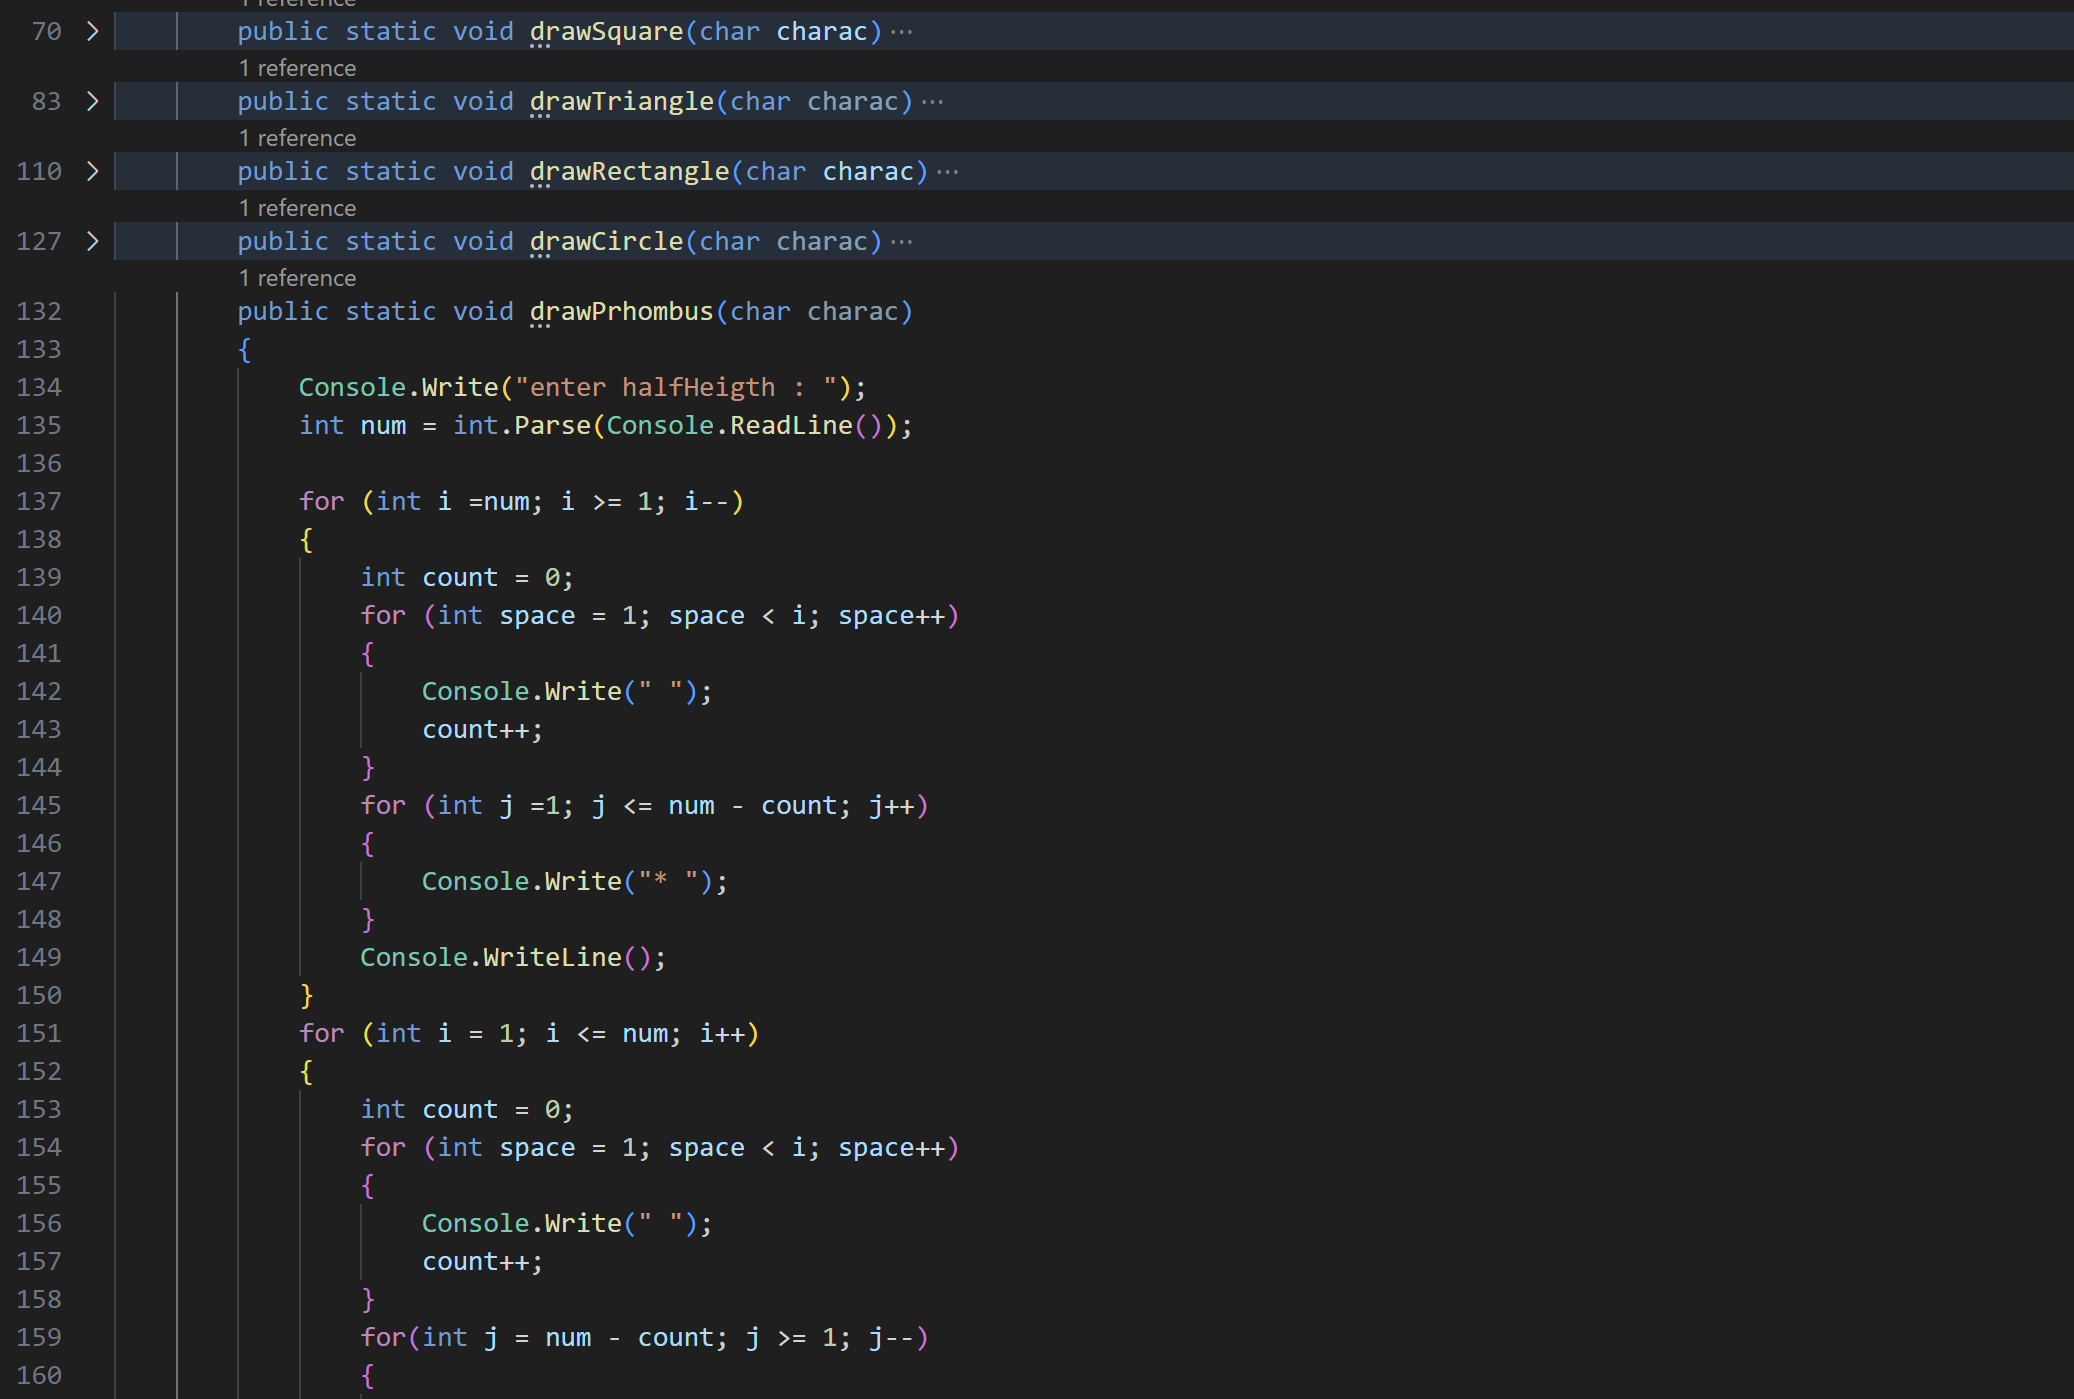 1 reference
70 > public static void drawSquare(char charac) ···
1 reference
83 > public static void drawTriangle(char charac) ···
1 reference
110 > public static void drawRectangle(char charac) ···
1 reference
127 > public static void drawCircle(char charac) ···
1 reference
132 public static void drawPrhombus(char charac)
133 {
134 Console.Write("enter halfHeigth : ");
135 int num = int.Parse(Console.ReadLine());
136
137 for (int i =num; i >= 1; i--)
138 {
139 int count = 0;
140 for (int space = 1; space < i; space++)
141 {
142 Console.Write(" ");
143 count++;
144 }
145 for (int j =1; j <= num - count; j++)
146 {
147 Console.Write("* ");
148 }
149 Console.WriteLine();
150 }
151 for (int i = 1; i <= num; i++)
152 {
153 int count = 0;
154 for (int space = 1; space < i; space++)
155 {
156 Console.Write(" ");
157 count++;
158 }
159 for(int j = num - count; j >= 1; j--)
160 {